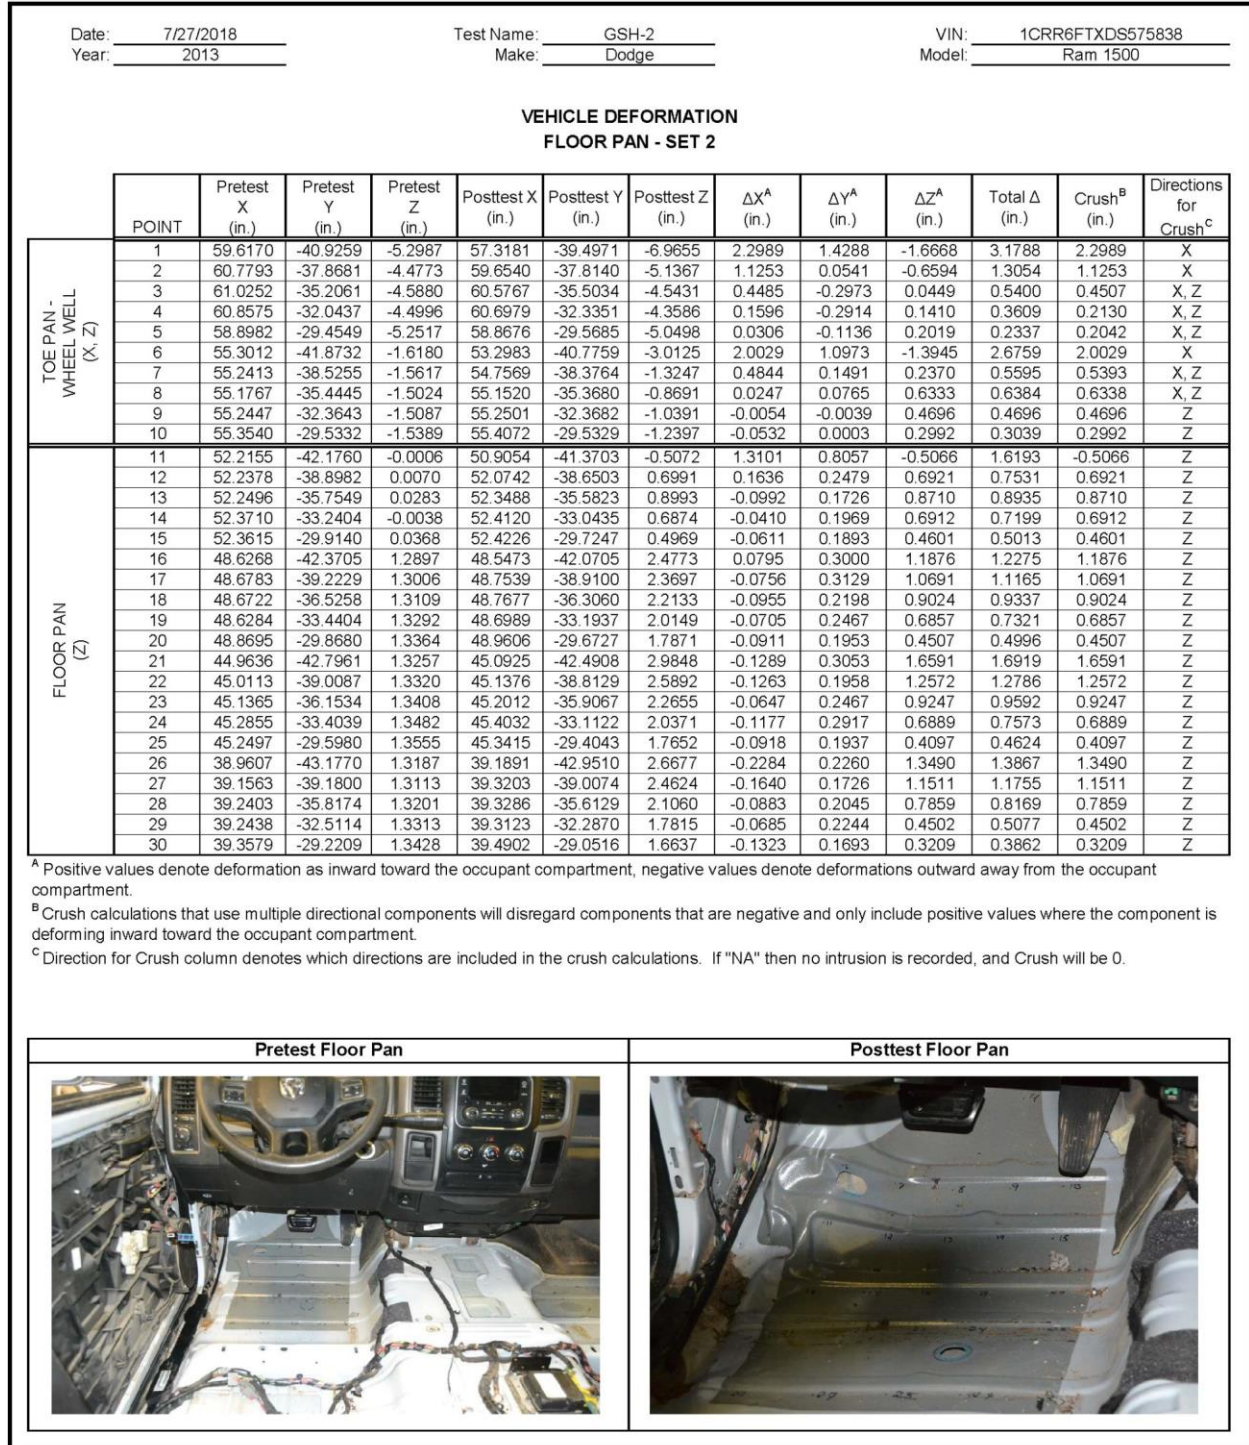 Date: 7/27/2018 Test Name: GSH-2 VIN: 1CRR6FTXDS575838
Year: 2013 Make: Dodge Model: Ram 1500
VEHICLE DEFORMATION
FLOOR PAN - SET 2
POINT Pretest X (in.) Pretest Y (in.) Pretest Z (in.) Posttest X (in.) Posttest Y (in.) Posttest Z (in.) ΔXᴬ (in.) ΔYᴬ (in.) ΔZᴬ (in.) Total Δ (in.) Crushᴮ (in.) Directions for Crushᶜ
TOE PAN - WHEEL WELL (X, Z)
1 59.6170 -40.9259 -5.2987 57.3181 -39.4971 -6.9655 2.2989 1.4288 -1.6668 3.1788 2.2989 X
2 60.7793 -37.8681 -4.4773 59.6540 -37.8140 -5.1367 1.1253 0.0541 -0.6594 1.3054 1.1253 X
3 61.0252 -35.2061 -4.5880 60.5767 -35.5034 -4.5431 0.4485 -0.2973 0.0449 0.5400 0.4507 X, Z
4 60.8575 -32.0437 -4.4996 60.6979 -32.3351 -4.3586 0.1596 -0.2914 0.1410 0.3609 0.2130 X, Z
5 58.8982 -29.4549 -5.2517 58.8676 -29.5685 -5.0498 0.0306 -0.1136 0.2019 0.2337 0.2042 X, Z
6 55.3012 -41.8732 -1.6180 53.2983 -40.7759 -3.0125 2.0029 1.0973 -1.3945 2.6759 2.0029 X
7 55.2413 -38.5255 -1.5617 54.7569 -38.3764 -1.3247 0.4844 0.1491 0.2370 0.5595 0.5393 X, Z
8 55.1767 -35.4445 -1.5024 55.1520 -35.3680 -0.8691 0.0247 0.0765 0.6333 0.6384 0.6338 X, Z
9 55.2447 -32.3643 -1.5087 55.2501 -32.3682 -1.0391 -0.0054 -0.0039 0.4696 0.4696 0.4696 Z
10 55.3540 -29.5332 -1.5389 55.4072 -29.5329 -1.2397 -0.0532 0.0003 0.2992 0.3039 0.2992 Z
FLOOR PAN (Z)
11 52.2155 -42.1760 -0.0006 50.9054 -41.3703 -0.5072 1.3101 0.8057 -0.5066 1.6193 -0.5066 Z
12 52.2378 -38.8982 0.0070 52.0742 -38.6503 0.6991 0.1636 0.2479 0.6921 0.7531 0.6921 Z
13 52.2496 -35.7549 0.0283 52.3488 -35.5823 0.8993 -0.0992 0.1726 0.8710 0.8935 0.8710 Z
14 52.3710 -33.2404 -0.0038 52.4120 -33.0435 0.6874 -0.0410 0.1969 0.6912 0.7199 0.6912 Z
15 52.3615 -29.9140 0.0368 52.4226 -29.7247 0.4969 -0.0611 0.1893 0.4601 0.5013 0.4601 Z
16 48.6268 -42.3705 1.2897 48.5473 -42.0705 2.4773 0.0795 0.3000 1.1876 1.2275 1.1876 Z
17 48.6783 -39.2229 1.3006 48.7539 -38.9100 2.3697 -0.0756 0.3129 1.0691 1.1165 1.0691 Z
18 48.6722 -36.5258 1.3109 48.7677 -36.3060 2.2133 -0.0955 0.2198 0.9024 0.9337 0.9024 Z
19 48.6284 -33.4404 1.3292 48.6989 -33.1937 2.0149 -0.0705 0.2467 0.6857 0.7321 0.6857 Z
20 48.8695 -29.8680 1.3364 48.9606 -29.6727 1.7871 -0.0911 0.1953 0.4507 0.4996 0.4507 Z
21 44.9636 -42.7961 1.3257 45.0925 -42.4908 2.9848 -0.1289 0.3053 1.6591 1.6919 1.6591 Z
22 45.0113 -39.0087 1.3320 45.1376 -38.8129 2.5892 -0.1263 0.1958 1.2572 1.2786 1.2572 Z
23 45.1365 -36.1534 1.3408 45.2012 -35.9067 2.2655 -0.0647 0.2467 0.9247 0.9592 0.9247 Z
24 45.2855 -33.4039 1.3482 45.4032 -33.1122 2.0371 -0.1177 0.2917 0.6889 0.7573 0.6889 Z
25 45.2497 -29.5980 1.3555 45.3415 -29.4043 1.7652 -0.0918 0.1937 0.4097 0.4624 0.4097 Z
26 38.9607 -43.1770 1.3187 39.1891 -42.9510 2.6677 -0.2284 0.2260 1.3490 1.3867 1.3490 Z
27 39.1563 -39.1800 1.3113 39.3203 -39.0074 2.4624 -0.1640 0.1726 1.1511 1.1755 1.1511 Z
28 39.2403 -35.8174 1.3201 39.3286 -35.6129 2.1060 -0.0883 0.2045 0.7859 0.8169 0.7859 Z
29 39.2438 -32.5114 1.3313 39.3123 -32.2870 1.7815 -0.0685 0.2244 0.4502 0.5077 0.4502 Z
30 39.3579 -29.2209 1.3428 39.4902 -29.0516 1.6637 -0.1323 0.1693 0.3209 0.3862 0.3209 Z
ᴬ Positive values denote deformation as inward toward the occupant compartment, negative values denote deformations outward away from the occupant
compartment.
ᴮ Crush calculations that use multiple directional components will disregard components that are negative and only include positive values where the component is
deforming inward toward the occupant compartment.
ᶜ Direction for Crush column denotes which directions are included in the crush calculations. If "NA" then no intrusion is recorded, and Crush will be 0.
Pretest Floor Pan Posttest Floor Pan